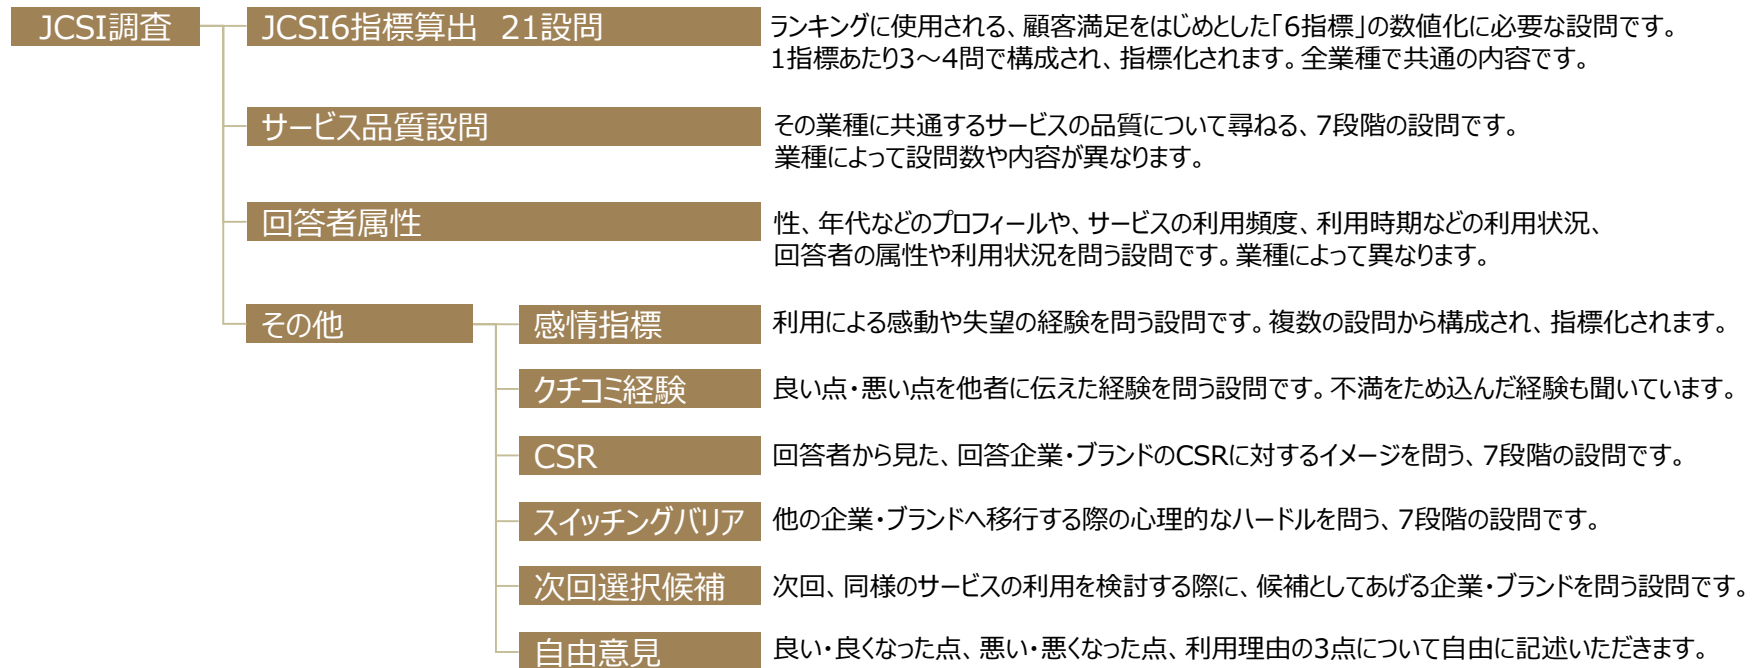 JCSI調査
JCSI6指標算出　21設問
ランキングに使用される、顧客満足をはじめとした「6指標」の数値化に必要な設問です。
1指標あたり3～4問で構成され、指標化されます。全業種で共通の内容です。
サービス品質設問
その業種に共通するサービスの品質について尋ねる、7段階の設問です。
業種によって設問数や内容が異なります。
回答者属性
性、年代などのプロフィールや、サービスの利用頻度、利用時期などの利用状況、
回答者の属性や利用状況を問う設問です。業種によって異なります。
その他
感情指標
利用による感動や失望の経験を問う設問です。複数の設問から構成され、指標化されます。
クチコミ経験
良い点・悪い点を他者に伝えた経験を問う設問です。不満をため込んだ経験も聞いています。
CSR
回答者から見た、回答企業・ブランドのCSRに対するイメージを問う、7段階の設問です。
スイッチングバリア
他の企業・ブランドへ移行する際の心理的なハードルを問う、7段階の設問です。
次回選択候補
次回、同様のサービスの利用を検討する際に、候補としてあげる企業・ブランドを問う設問です。
自由意見
良い・良くなった点、悪い・悪くなった点、利用理由の3点について自由に記述いただきます。